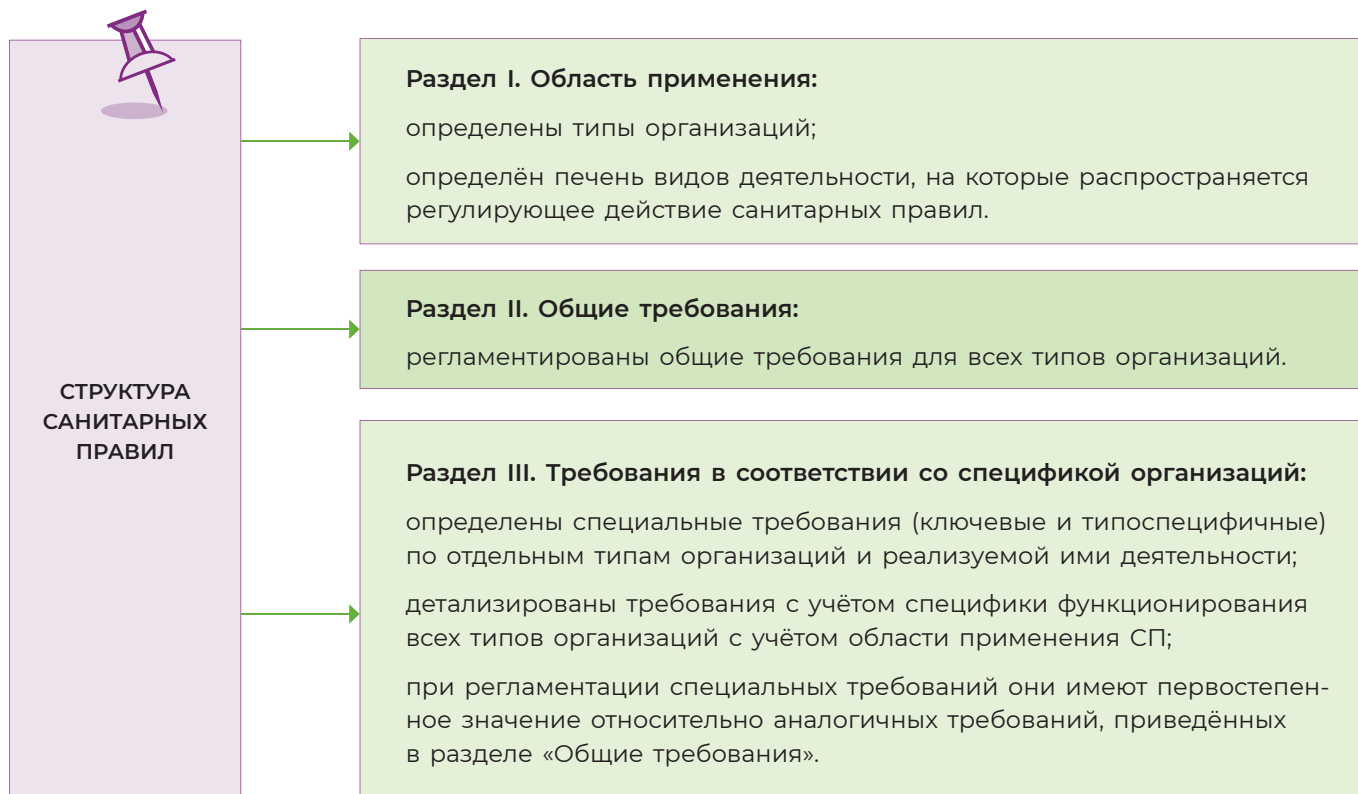 СТРУКТУРА
САНИТАРНЫХ
ПРАВИЛ
Раздел I. Область применения:
определены типы организаций;
определён печень видов деятельности, на которые распространяется
регулирующее действие санитарных правил.
Раздел II. Общие требования:
регламентированы общие требования для всех типов организаций.
Раздел III. Требования в соответствии со спецификой организаций:
определены специальные требования (ключевые и типоспецифичные)
по отдельным типам организаций и реализуемой ими деятельности;
детализированы требования с учётом специфики функционирования
всех типов организаций с учётом области применения СП;
при регламентации специальных требований они имеют первостепен-
ное значение относительно аналогичных требований, приведённых
в разделе «Общие требования».